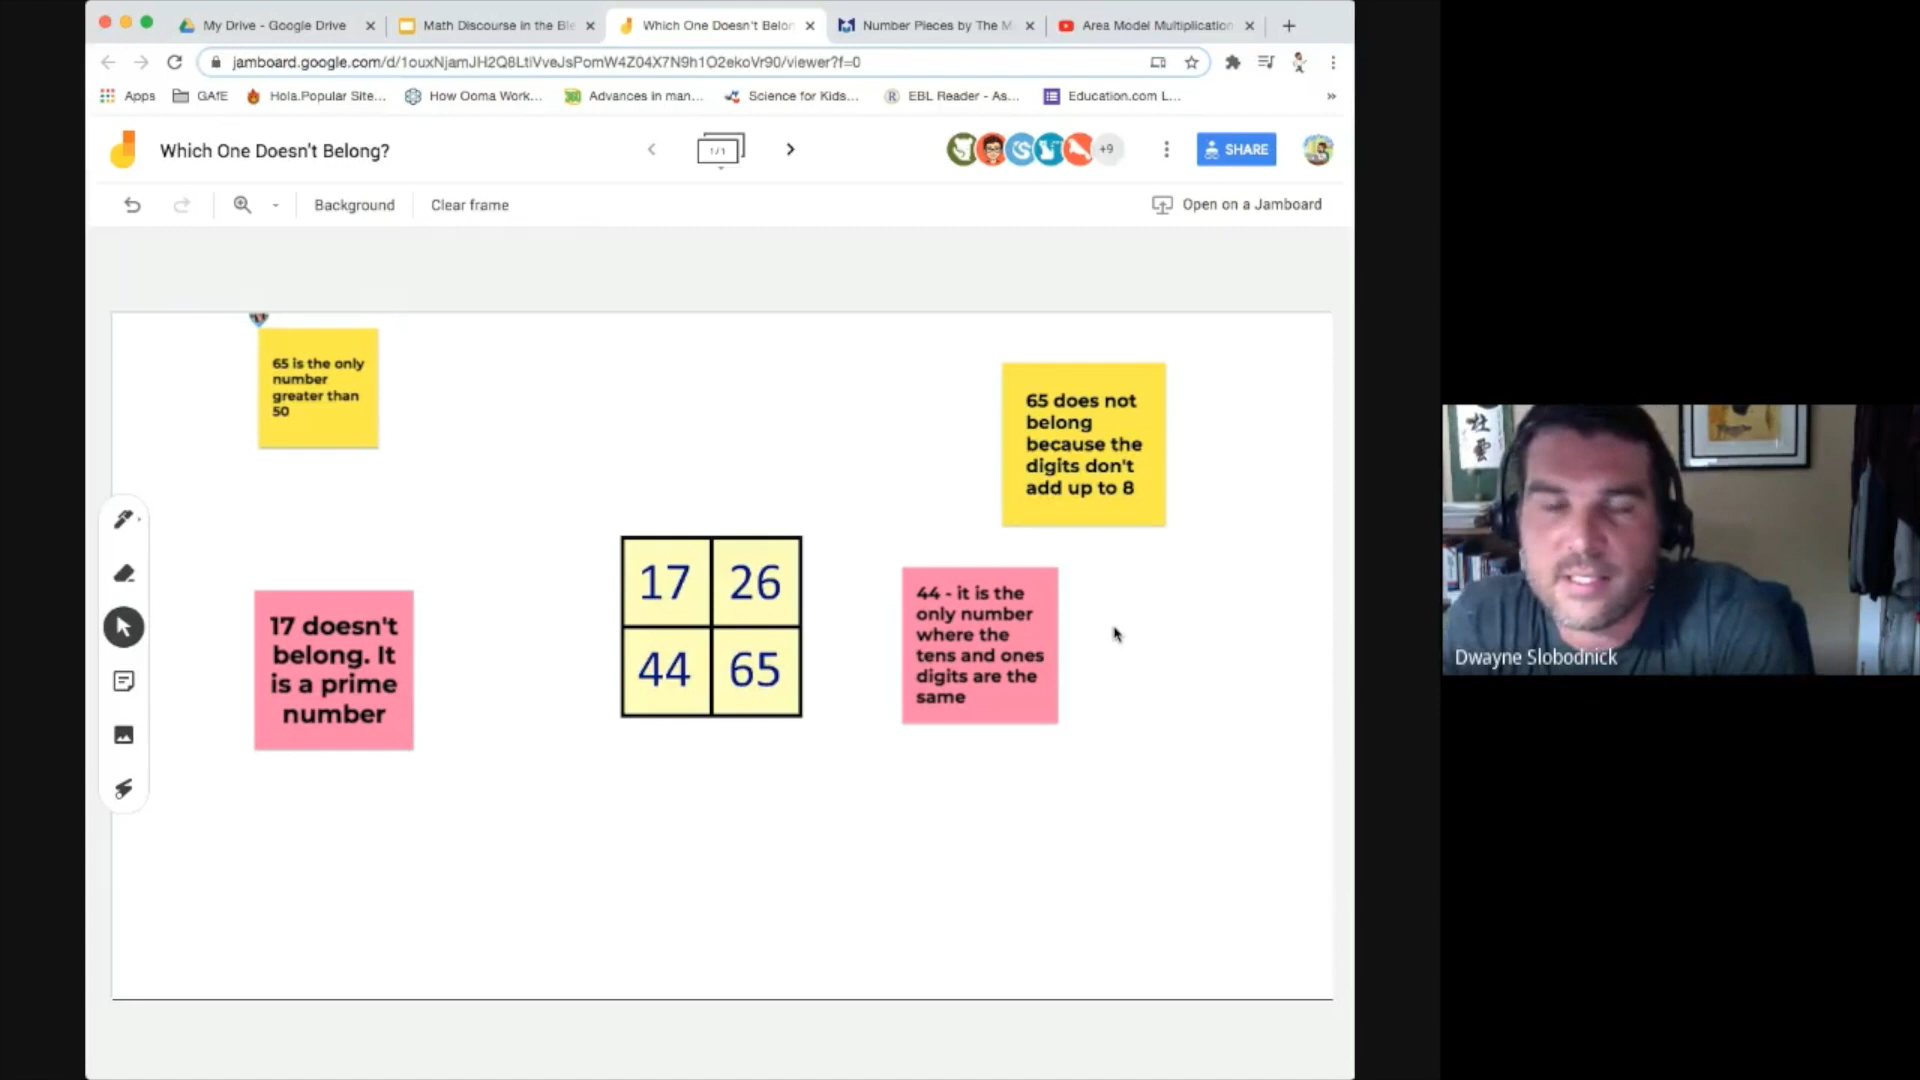 My Drive - Google Drive
Math Discourse in the Ble
Which One Doesn't Belon
Number Pieces by The M
Area Model Multiplication
jamboard.google.com/d/1ouxNjamJH2Q8LtiVveJsPomW4Z04X7N9h1O2ekoVr90/viewer?f=0
Apps
GAfE
Hola.Popular Site...
How Ooma Work...
Advances in man...
Science for Kids...
EBL Reader - As...
Education.com L...
»
Which One Doesn't Belong?
1/1
+9
SHARE
Background
Clear frame
Open on a Jamboard
65 is the only
number
greater than
50
65 does not
belong
because the
digits don't
add up to 8
17 doesn't
belong. It
is a prime
number
17 26
44 65
44 - it is the
only number
where the
tens and ones
digits are the
same
Dwayne Slobodnick